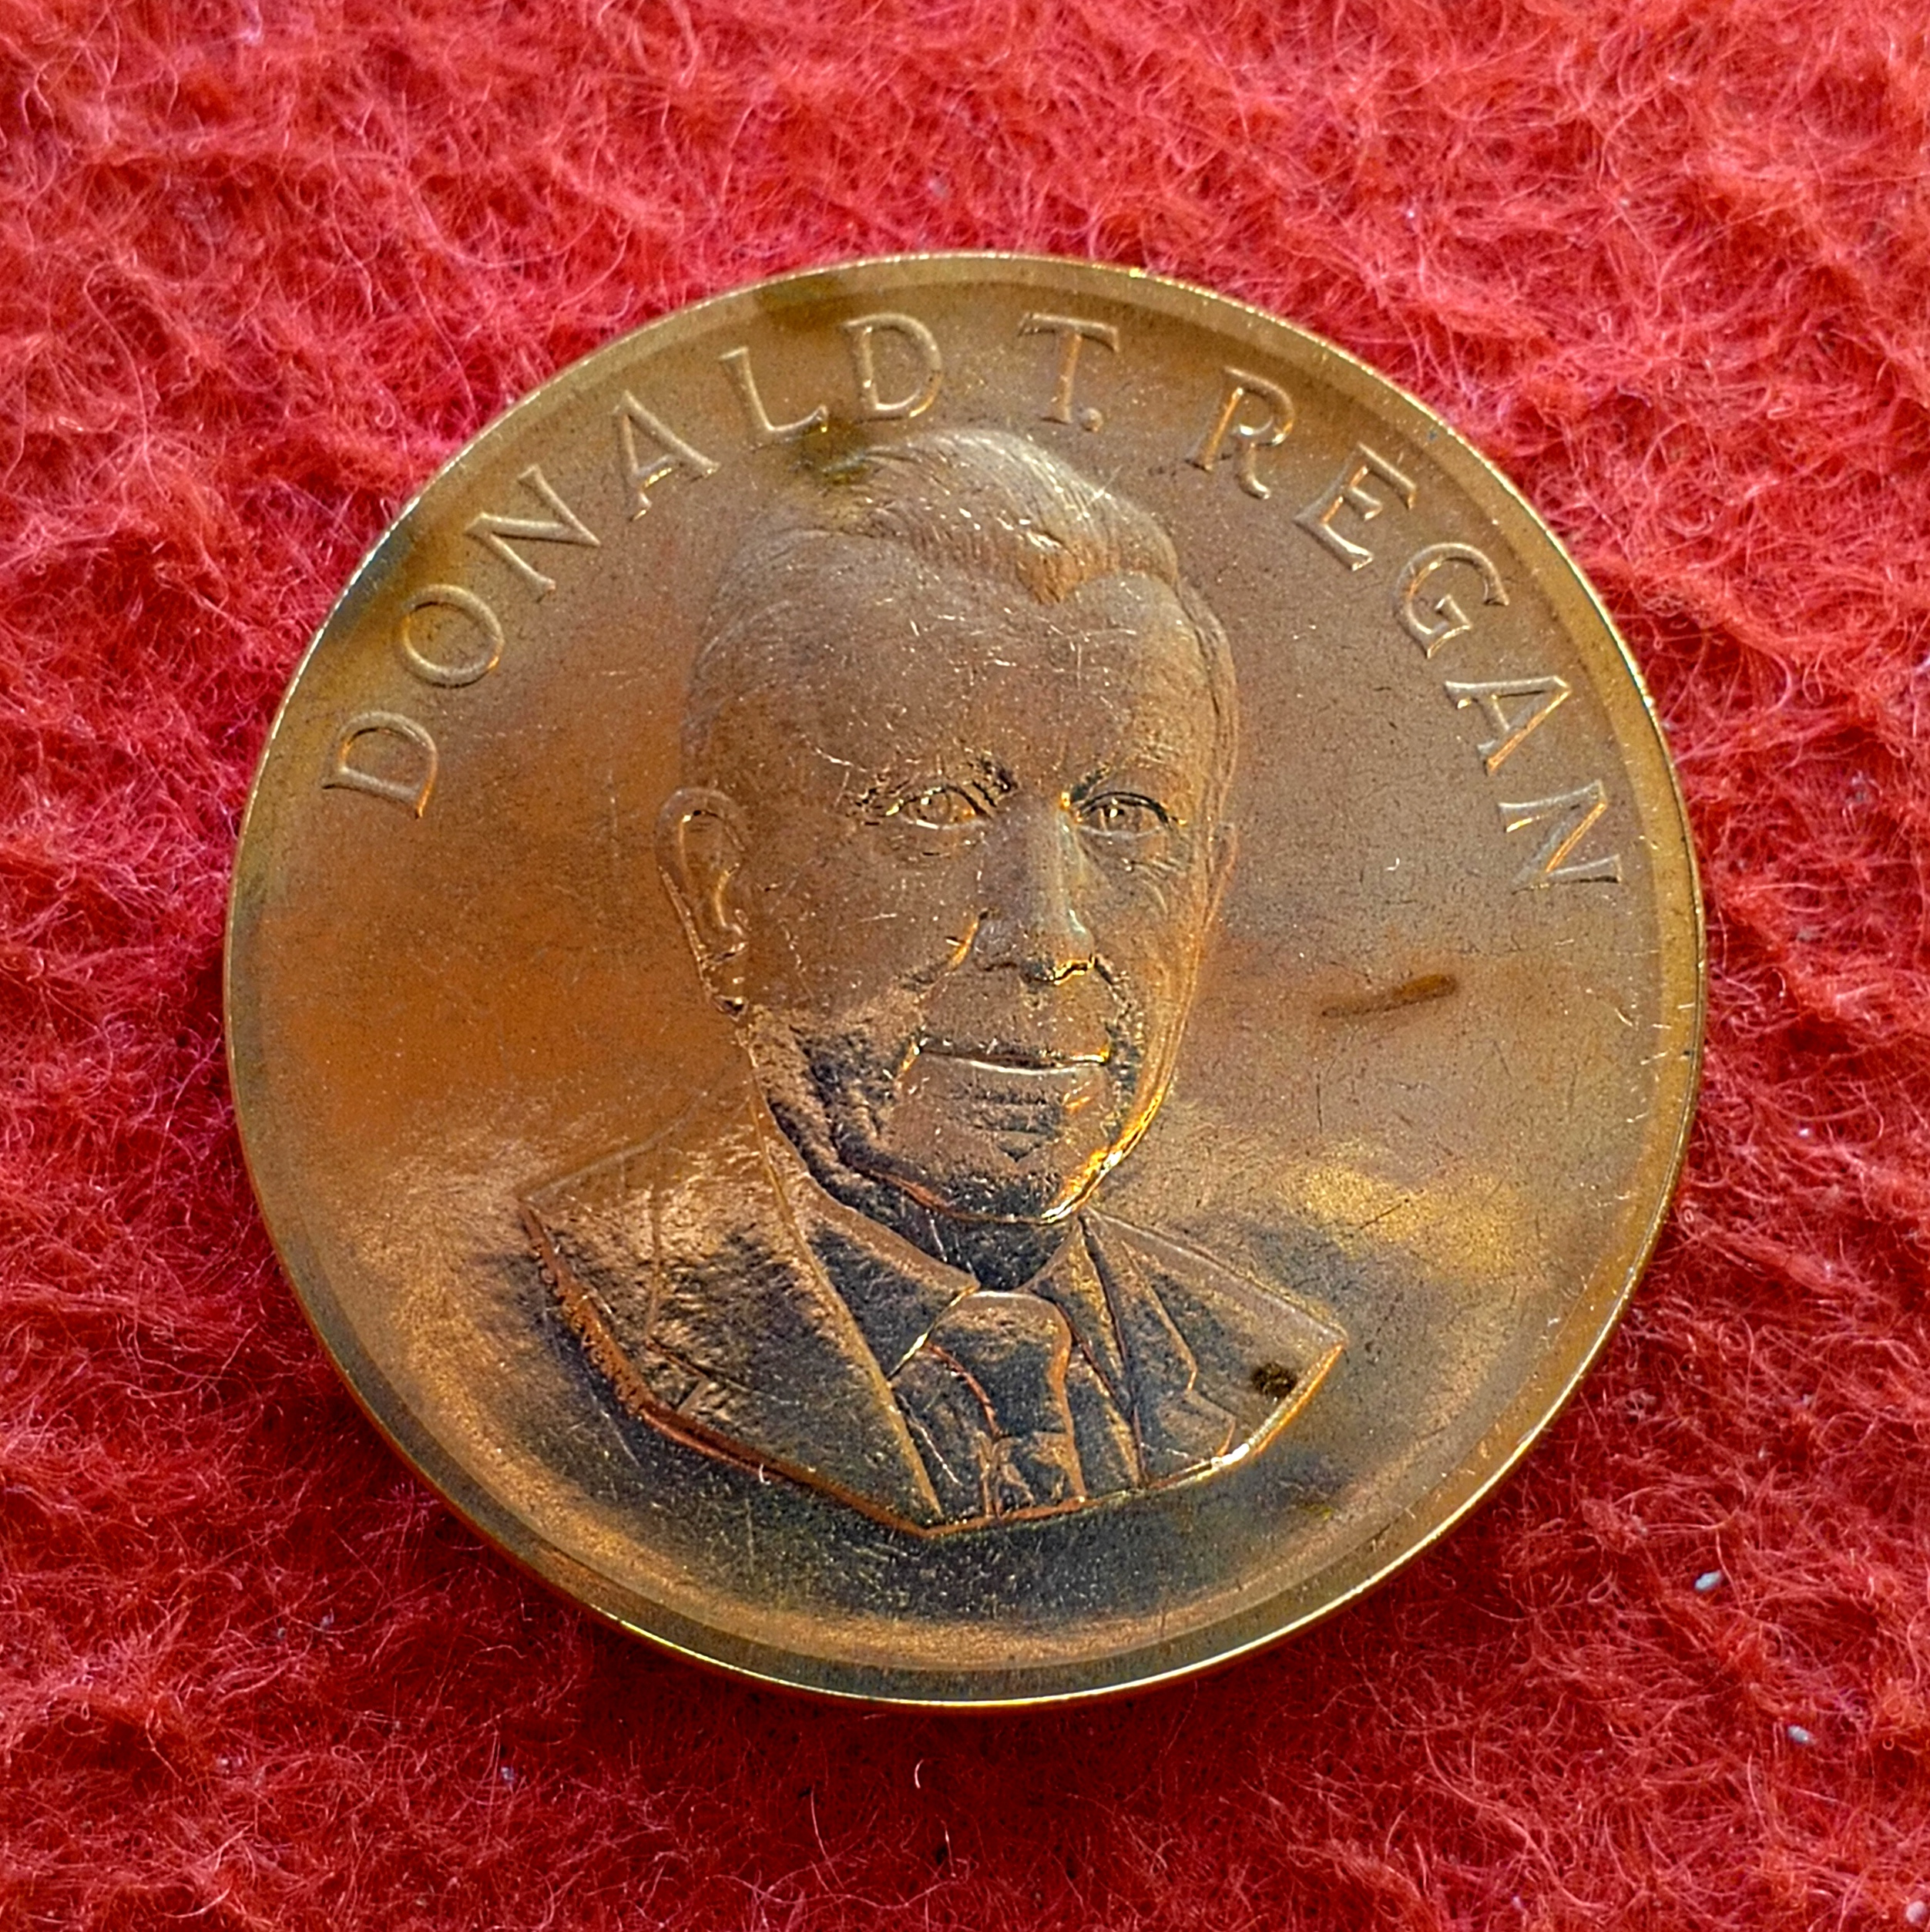 DONALD T. REGAN